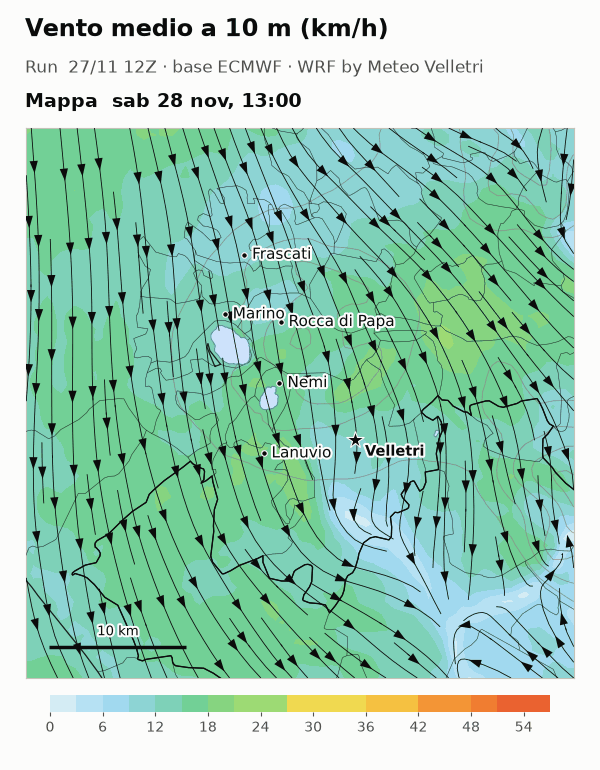 Vento medio a 10 m (km/h)
Run  27/11 12Z · base ECMWF · WRF by Meteo Velletri
Mappa  sab 28 nov, 13:00
Frascati
Marino
Rocca di Papa
Nemi
Velletri
Lanuvio
10 km
0 6 12 18 24 30 36 42 48 54